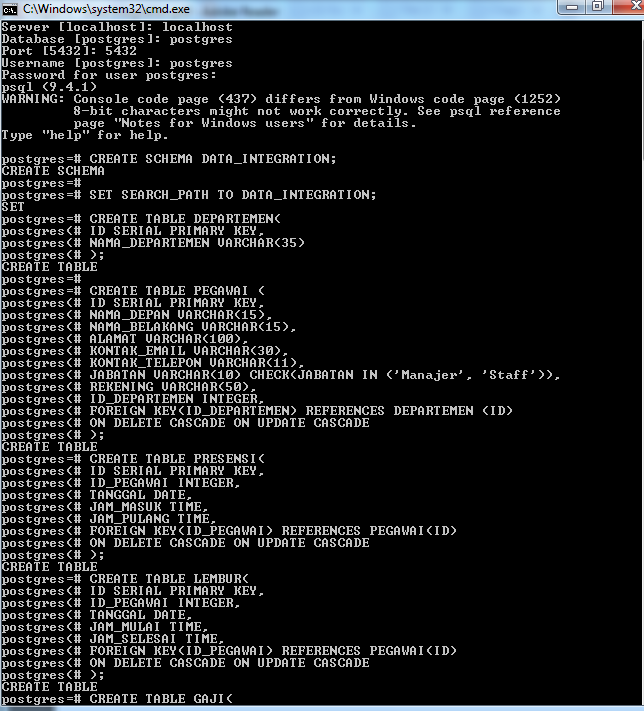 C:\Windows\system32\cmd.exe
Server [localhost]: localhost
Database [postgres]: postgres
Port [5432]: 5432
Username [postgres]: postgres
Password for user postgres:
psql (9.4.1)
WARNING: Console code page (437) differs from Windows code page (1252)
         8-bit characters might not work correctly. See psql reference
         page "Notes for Windows users" for details.
Type "help" for help.

postgres=# CREATE SCHEMA DATA_INTEGRATION;
CREATE SCHEMA
postgres=#
postgres=# SET SEARCH_PATH TO DATA_INTEGRATION;
SET
postgres=# CREATE TABLE DEPARTEMEN(
postgres(# ID SERIAL PRIMARY KEY,
postgres(# NAMA_DEPARTEMEN VARCHAR(35)
postgres(# );
CREATE TABLE
postgres=#
postgres=# CREATE TABLE PEGAWAI (
postgres(# ID SERIAL PRIMARY KEY,
postgres(# NAMA_DEPAN VARCHAR(15),
postgres(# NAMA_BELAKANG VARCHAR(15),
postgres(# ALAMAT VARCHAR(100),
postgres(# KONTAK_EMAIL VARCHAR(30),
postgres(# KONTAK_TELEPON VARCHAR(11),
postgres(# JABATAN VARCHAR(10) CHECK(JABATAN IN ('Manajer', 'Staff')),
postgres(# REKENING VARCHAR(50),
postgres(# ID_DEPARTEMEN INTEGER,
postgres(# FOREIGN KEY(ID_DEPARTEMEN) REFERENCES DEPARTEMEN (ID)
postgres(# ON DELETE CASCADE ON UPDATE CASCADE
postgres(# );
CREATE TABLE
postgres=# CREATE TABLE PRESENSI(
postgres(# ID SERIAL PRIMARY KEY,
postgres(# ID_PEGAWAI INTEGER,
postgres(# TANGGAL DATE,
postgres(# JAM_MASUK TIME,
postgres(# JAM_PULANG TIME,
postgres(# FOREIGN KEY(ID_PEGAWAI) REFERENCES PEGAWAI(ID)
postgres(# ON DELETE CASCADE ON UPDATE CASCADE
postgres(# );
CREATE TABLE
postgres=# CREATE TABLE LEMBUR(
postgres(# ID SERIAL PRIMARY KEY,
postgres(# ID_PEGAWAI INTEGER,
postgres(# TANGGAL DATE,
postgres(# JAM_MULAI TIME,
postgres(# JAM_SELESAI TIME,
postgres(# FOREIGN KEY(ID_PEGAWAI) REFERENCES PEGAWAI(ID)
postgres(# ON DELETE CASCADE ON UPDATE CASCADE
postgres(# );
CREATE TABLE
postgres=# CREATE TABLE GAJI(